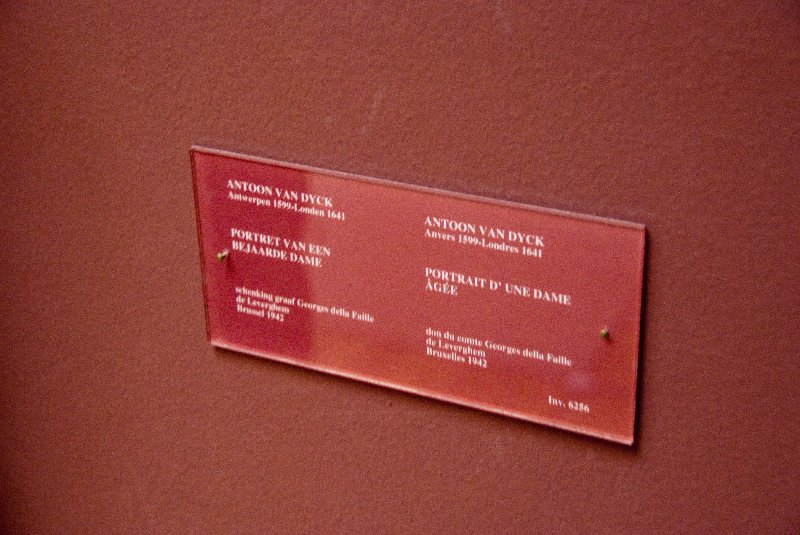 ANTOON VAN DYCK
Antwerpen 1599-Londen 1641
PORTRET VAN EEN
BEJAARDE DAME
schenking graaf Georges della Faille
de Leverghem
Brussel 1942
ANTOON VAN DYCK
Anvers 1599-Londres 1641
PORTRAIT D' UNE DAME
ÂGÉE
don du comte Georges della Faille
de Leverghem
Bruxelles 1942
Inv. 6256